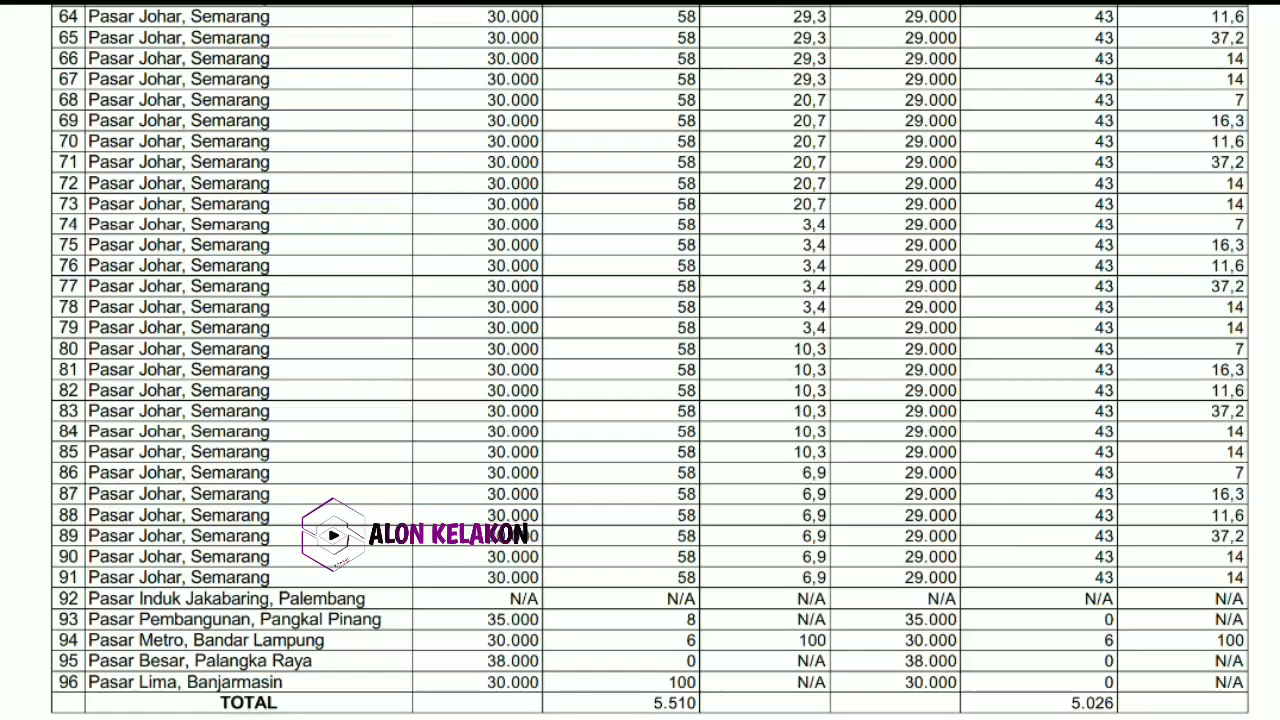 64 Pasar Johar, Semarang 30.000 58 29,3 29.000 43 11,6
65 Pasar Johar, Semarang 30.000 58 29,3 29.000 43 37,2
66 Pasar Johar, Semarang 30.000 58 29,3 29.000 43 14
67 Pasar Johar, Semarang 30.000 58 29,3 29.000 43 14
68 Pasar Johar, Semarang 30.000 58 20,7 29.000 43 7
69 Pasar Johar, Semarang 30.000 58 20,7 29.000 43 16,3
70 Pasar Johar, Semarang 30.000 58 20,7 29.000 43 11,6
71 Pasar Johar, Semarang 30.000 58 20,7 29.000 43 37,2
72 Pasar Johar, Semarang 30.000 58 20,7 29.000 43 14
73 Pasar Johar, Semarang 30.000 58 20,7 29.000 43 14
74 Pasar Johar, Semarang 30.000 58 3,4 29.000 43 7
75 Pasar Johar, Semarang 30.000 58 3,4 29.000 43 16,3
76 Pasar Johar, Semarang 30.000 58 3,4 29.000 43 11,6
77 Pasar Johar, Semarang 30.000 58 3,4 29.000 43 37,2
78 Pasar Johar, Semarang 30.000 58 3,4 29.000 43 14
79 Pasar Johar, Semarang 30.000 58 3,4 29.000 43 14
80 Pasar Johar, Semarang 30.000 58 10,3 29.000 43 7
81 Pasar Johar, Semarang 30.000 58 10,3 29.000 43 16,3
82 Pasar Johar, Semarang 30.000 58 10,3 29.000 43 11,6
83 Pasar Johar, Semarang 30.000 58 10,3 29.000 43 37,2
84 Pasar Johar, Semarang 30.000 58 10,3 29.000 43 14
85 Pasar Johar, Semarang 30.000 58 10,3 29.000 43 14
86 Pasar Johar, Semarang 30.000 58 6,9 29.000 43 7
87 Pasar Johar, Semarang 30.000 58 6,9 29.000 43 16,3
88 Pasar Johar, Semarang 30.000 58 6,9 29.000 43 11,6
89 Pasar Johar, Semarang 58 6,9 29.000 43 37,2
ALON KELAKON
90 Pasar Johar, Semarang 30.000 58 6,9 29.000 43 14
91 Pasar Johar, Semarang 30.000 58 6,9 29.000 43 14
92 Pasar Induk Jakabaring, Palembang N/A N/A N/A N/A N/A N/A
93 Pasar Pembangunan, Pangkal Pinang 35.000 8 N/A 35.000 0 N/A
94 Pasar Metro, Bandar Lampung 30.000 6 100 30.000 6 100
95 Pasar Besar, Palangka Raya 38.000 0 N/A 38.000 0 N/A
96 Pasar Lima, Banjarmasin 30.000 100 N/A 30.000 0 N/A
TOTAL 5.510 5.026